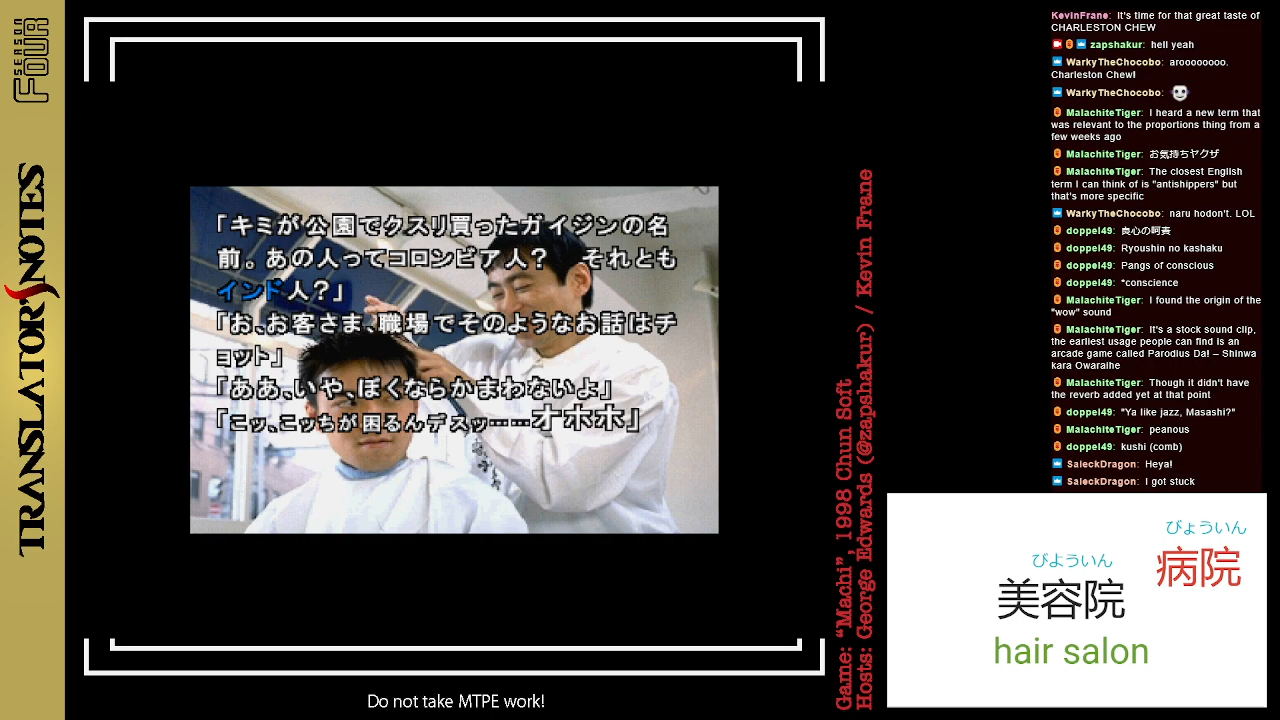 SEASON
FOUR
TRANSLATOR'S NOTES
「キミが公園でクスリ買ったガイジンの名
前。あの人ってコロンビア人？　それとも
インド人？」
「お、お客さま、職場でそのようなお話はチ
ョット」
「ああ、いや、ぼくならかまわないよ」
「こッ、こっちが困るんデスッ……オホホ」
Do not take MTPE work!
Game: "Machi", 1998 Chun Soft
Hosts: George Edwards (@zapshakur) / Kevin Frane
KevinFrane: It's time for that great taste of
CHARLESTON CHEW
zapshakur: hell yeah
WarkyTheChocobo: aroooooooo.
Charleston Chew!
WarkyTheChocobo:
MalachiteTiger: I heard a new term that
was relevant to the proportions thing from a
few weeks ago
MalachiteTiger: お気持ちヤクザ
MalachiteTiger: The closest English
term I can think of is "antishippers" but
that's more specific
WarkyTheChocobo: naru hodon't. LOL
doppel49: 良心の呵責
doppel49: Ryoushin no kashaku
doppel49: Pangs of conscious
doppel49: *conscience
MalachiteTiger: I found the origin of the
"wow" sound
MalachiteTiger: It's a stock sound clip,
the earliest usage people can find is an
arcade game called Parodius Da! – Shinwa
kara Owaraihe
MalachiteTiger: Though it didn't have
the reverb added yet at that point
doppel49: "Ya like jazz, Masashi?"
MalachiteTiger: peanous
doppel49: kushi (comb)
SaleckDragon: Heya!
SaleckDragon: I got stuck
びょういん
病院
びよういん
美容院
hair salon